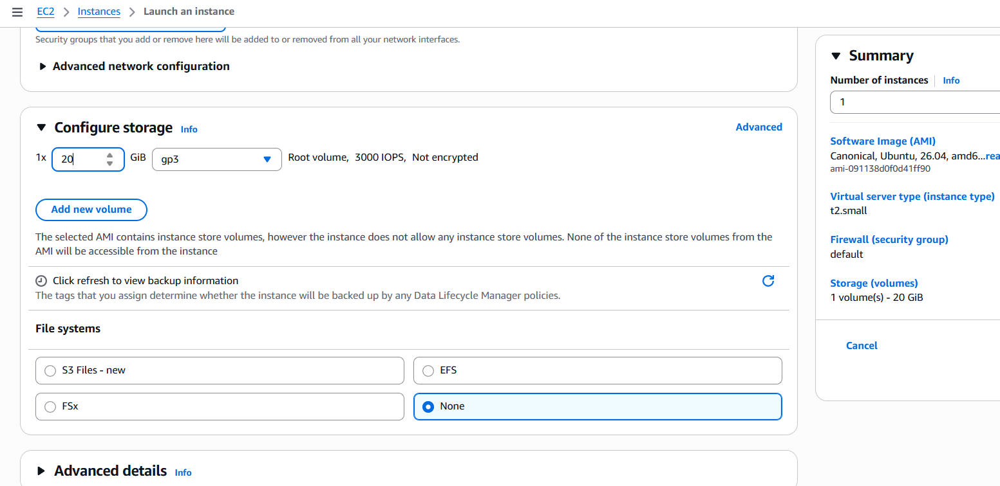 EC2 > Instances > Launch an instance
Security groups that you add or remove here will be added to or removed from all your network interfaces.
Advanced network configuration
Configure storage Info
Advanced
1x 20 GiB gp3 Root volume, 3000 IOPS, Not encrypted
Add new volume
The selected AMI contains instance store volumes, however the instance does not allow any instance store volumes. None of the instance store volumes from the
AMI will be accessible from the instance
Click refresh to view backup information
The tags that you assign determine whether the instance will be backed up by any Data Lifecycle Manager policies.
File systems
S3 Files - new
EFS
FSx
None
Advanced details Info
Summary
Number of instances Info
1
Software Image (AMI)
Canonical, Ubuntu, 26.04, amd6...rea
ami-091138d0f0d41ff90
Virtual server type (instance type)
t2.small
Firewall (security group)
default
Storage (volumes)
1 volume(s) - 20 GiB
Cancel